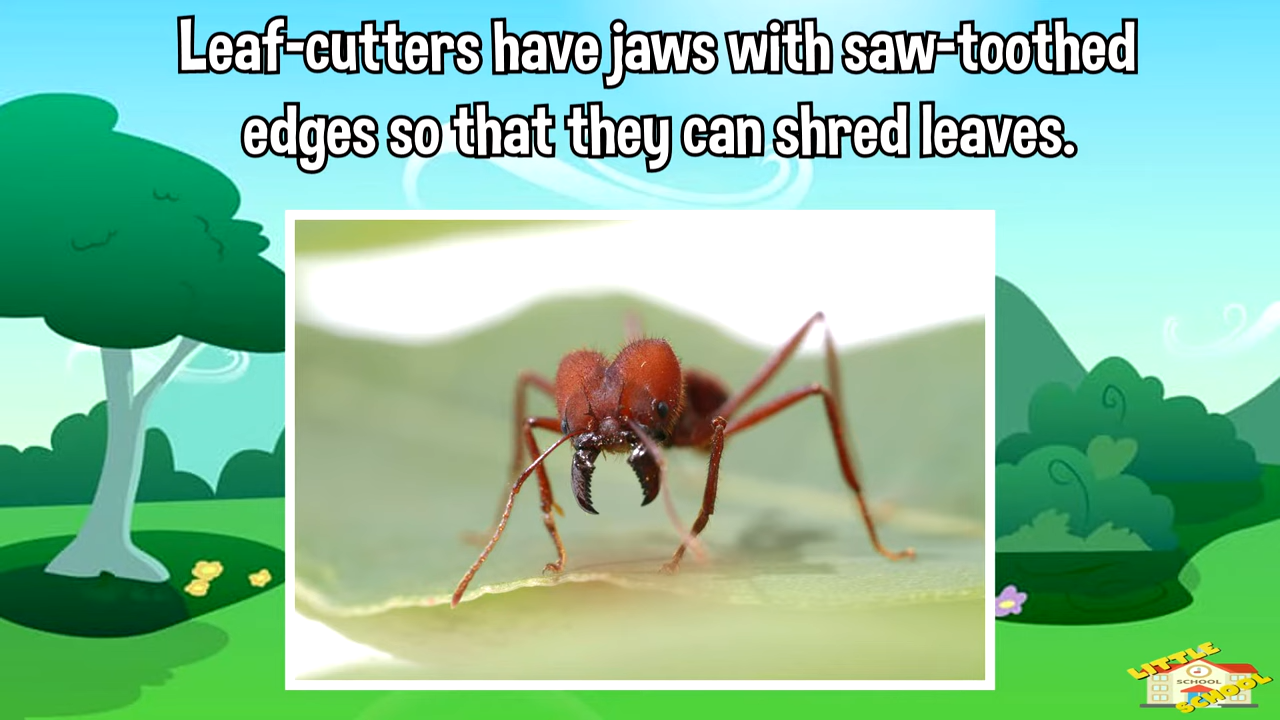 Leaf-cutters have jaws with saw-toothed
edges so that they can shred leaves.
LITTLE
SCHOOL
SCHOOL